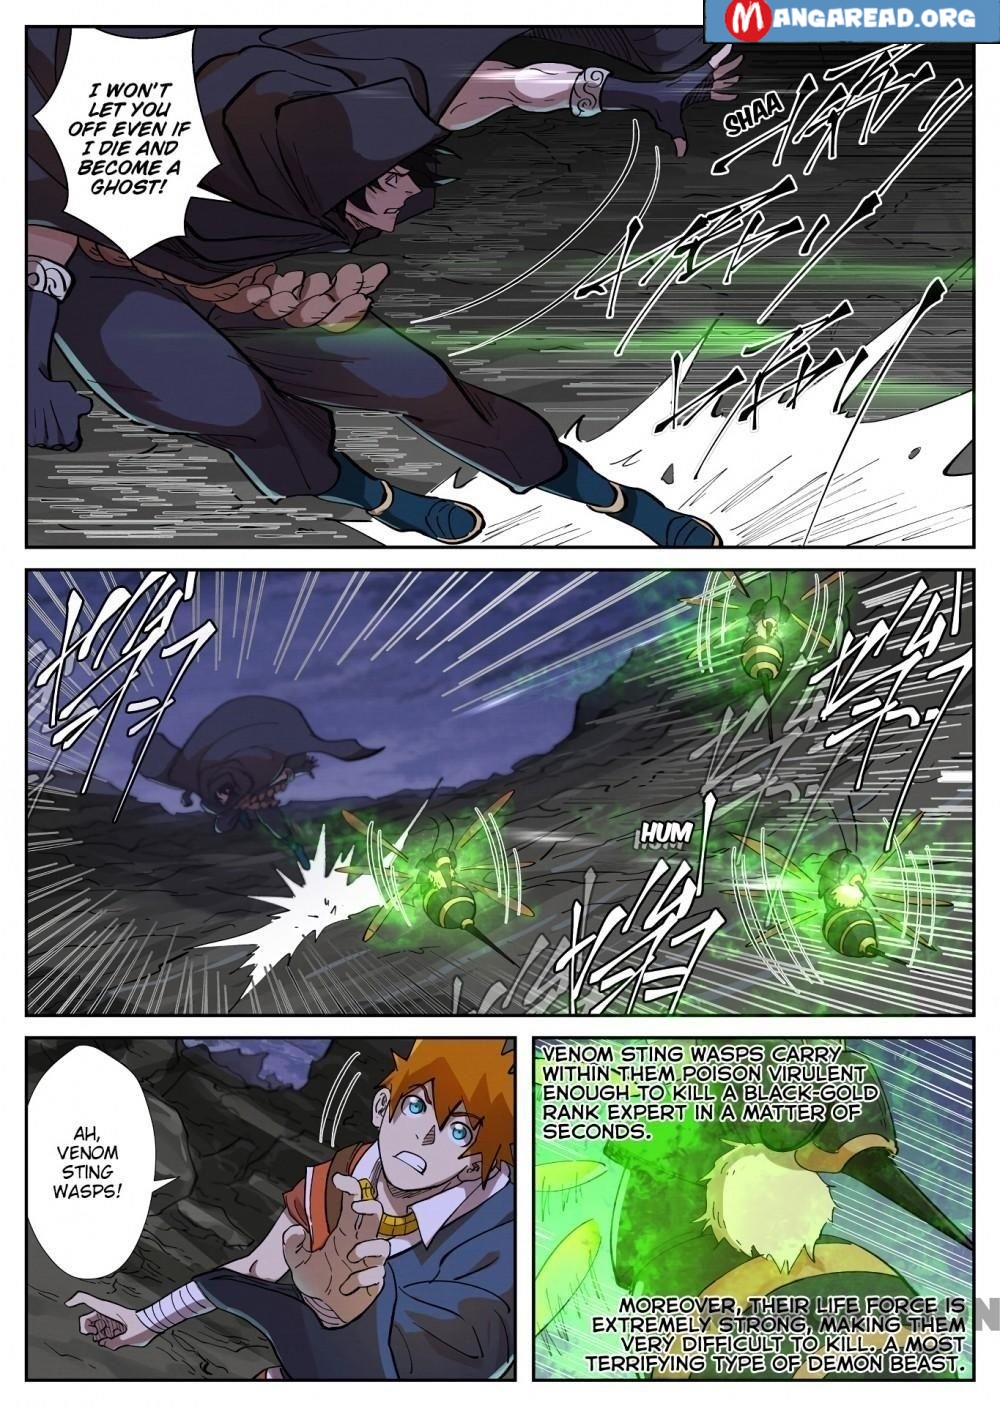 MANGAREAD.ORG
I WON'T
LET YOU
OFF EVEN IF
I DIE AND
BECOME A
GHOST!
SHAA
HUM
AH,
VENOM
STING
WASPS!
VENOM STING WASPS CARRY
WITHIN THEM POISON VIRULENT
ENOUGH TO KILL A BLACK-GOLD
RANK EXPERT IN A MATTER OF
SECONDS.
MOREOVER, THEIR LIFE FORCE IS
EXTREMELY STRONG, MAKING THEM
VERY DIFFICULT TO KILL. A MOST
TERRIFYING TYPE OF DEMON BEAST.